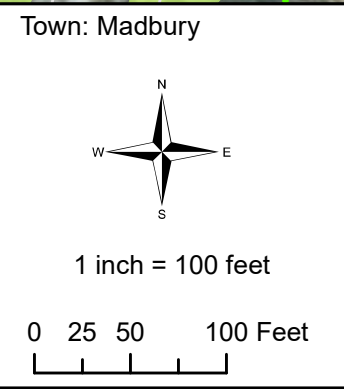 Town: Madbury
N
W E
S
1 inch = 100 feet
0 25 50 100 Feet